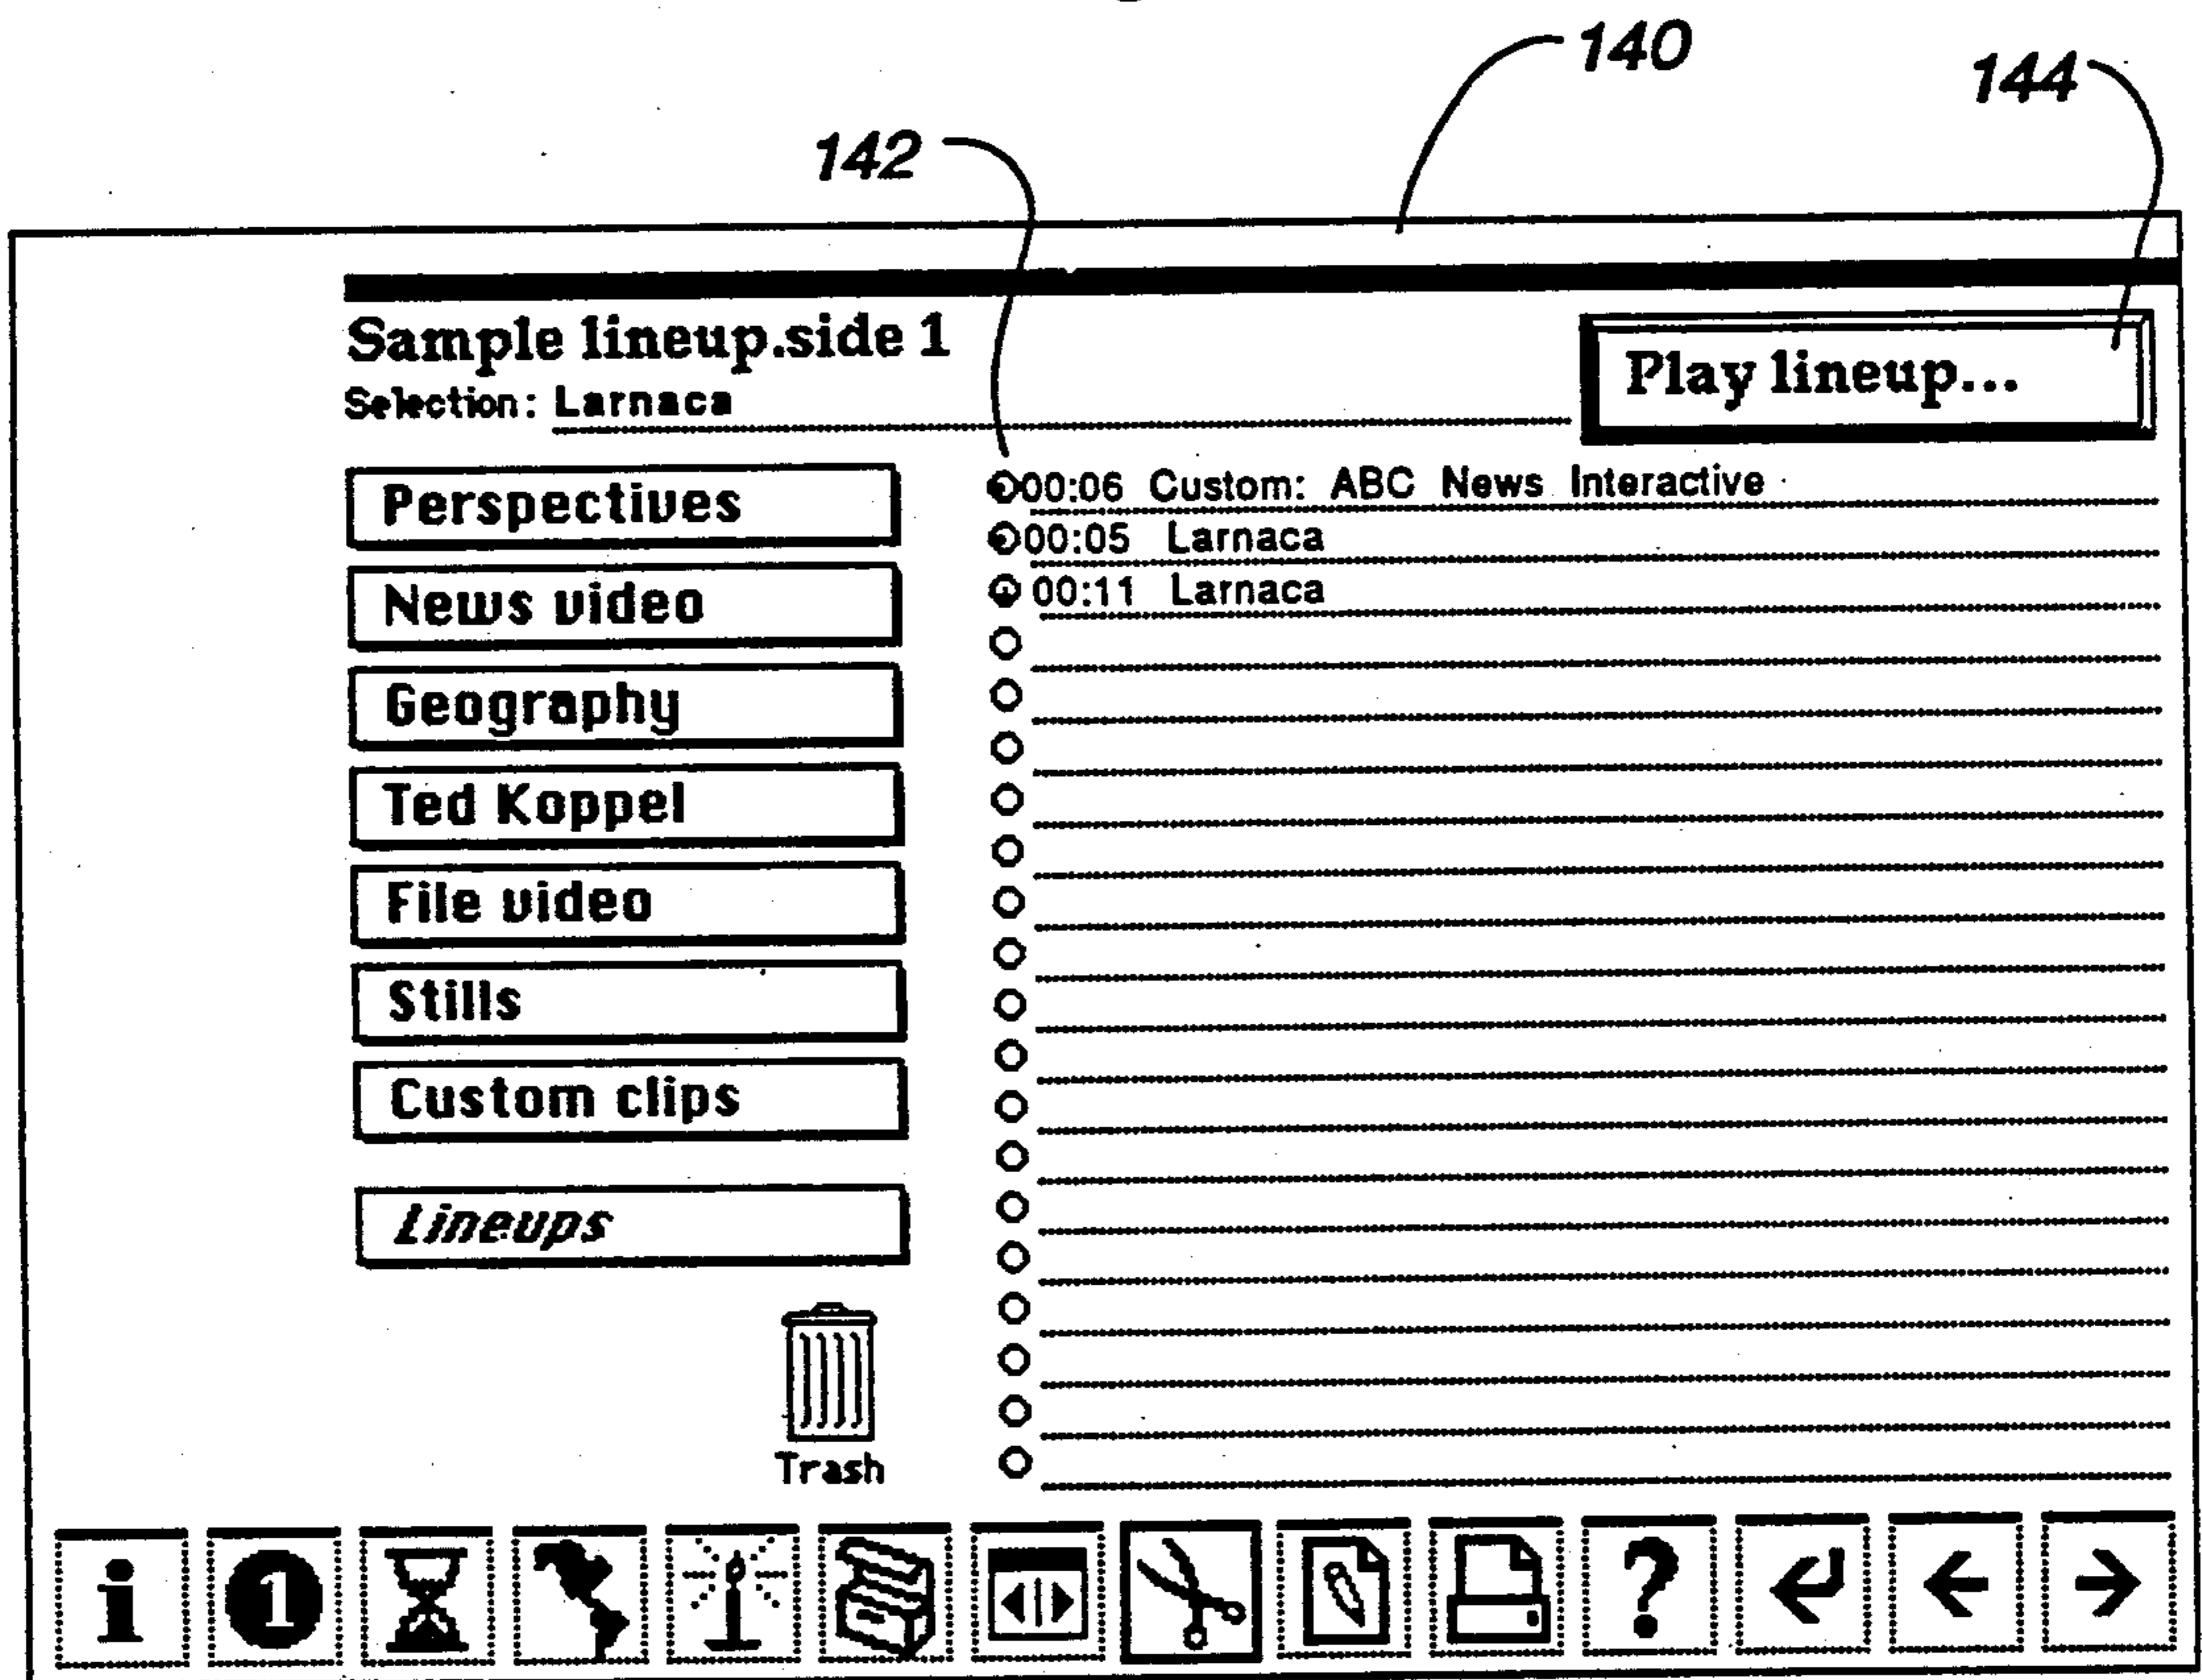 140
144
142
Sample lineup.side 1
Selection: Larnaca
Play lineup...
Perspectives
News video
Geography
Ted Koppel
File video
Stills
Custom clips
Lineups
Trash
00:06 Custom: ABC News Interactive
00:05 Larnaca
00:11 Larnaca
i
1
?